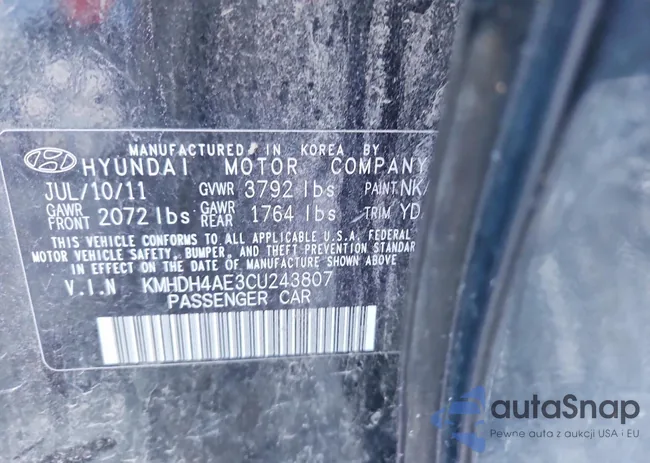 MANUFACTURED IN KOREA BY
HYUNDAI MOTOR COMPANY
JUL/10/11 GVWR 3792 lbs PAINT NK
GAWR FRONT 2072 lbs GAWR REAR 1764 lbs TRIM YD
THIS VEHICLE CONFORMS TO ALL APPLICABLE U.S.A. FEDERAL
MOTOR VEHICLE SAFETY, BUMPER, AND THEFT PREVENTION STANDAR
IN EFFECT ON THE DATE OF MANUFACTURE SHOWN ABOVE
V.I.N KMHDH4AE3CU243807
PASSENGER CAR
autaSnap
Pewne auta z aukcji USA i EU